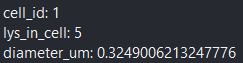 cell_id: 1
lys_in_cell: 5
diameter_um: 0.3249006213247776